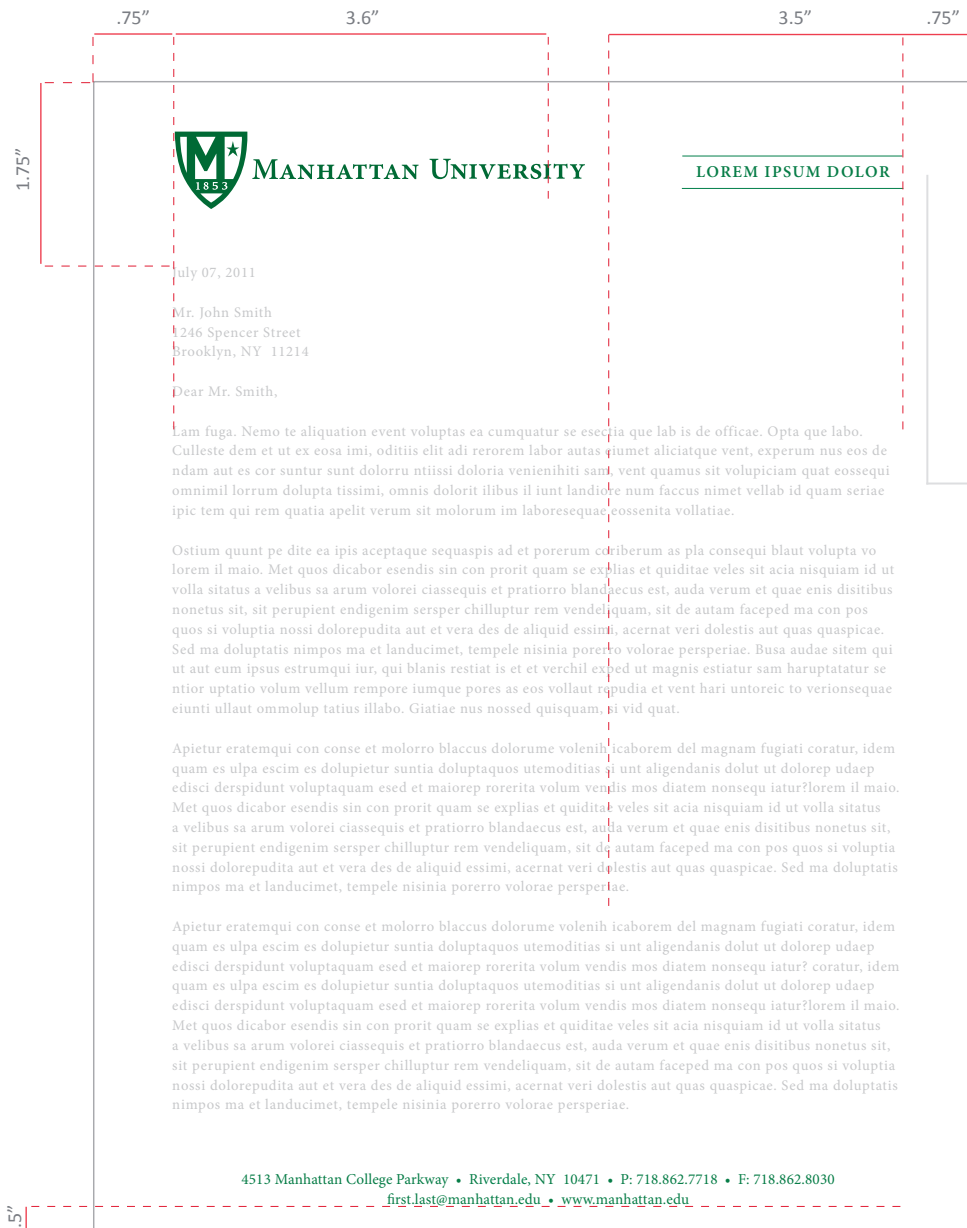 .75” 3.6” 3.5” .75”
1.75”
M
1853
Manhattan University
LOREM IPSUM DOLOR
July 07, 2011
Mr. John Smith
1246 Spencer Street
Brooklyn, NY 11214
Dear Mr. Smith,
Lam fuga. Nemo te aliquation event voluptas ea cumquatur se esectia que lab is de officae. Opta que labo.
Culleste dem et ut ex eosa imi, oditiis elit adi rerorem labor autas eiumet aliciatque vent, experum nus eos de
ndam aut es cor suntur sunt dolorru ntiissi doloria venienihiti sam, vent quamus sit volupiciam quat eossequi
omnimil lorrum dolupta tissimi, omnis dolorit ilibus il iunt landiore num faccus nimet vellab id quam seriae
ipic tem qui rem quatia apelit verum sit molorum im laboresequae eossenita vollatiae.
Ostium quunt pe dite ea ipis aceptaque sequaspis ad et porerum coriberum as pla consequi blaut volupta vo
lorem il maio. Met quos dicabor esendis sin con prorit quam se explias et quiditae veles sit acia nisquiam id ut
volla sitatus a velibus sa arum volorei ciassequis et pratiorro blandaecus est, auda verum et quae enis disitibus
nonetus sit, sit perupient endigenim sersper chilluptur rem vendeliquam, sit de autam faceped ma con pos
quos si voluptia nossi dolorepudita aut et vera des de aliquid essimi, acernat veri dolestis aut quas quaspicae.
Sed ma doluptatis nimpos ma et landucimet, tempele nisinia porerro volorae persperiae. Busa audae sitem qui
ut aut eum ipsus estrumqui iur, qui blanis restiat is et et verchil exped ut magnis estiatur sam haruptatatur se
ntior uptatio volum vellum rempore iumque pores as eos vollaut repudia et vent hari untoreic to verionsequae
eiunti ullaut ommolup tatius illabo. Giatiae nus nossed quisquam, si vid quat.
Apietur eratemqui con conse et molorro blaccus dolorume volenih icaborem del magnam fugiati coratur, idem
quam es ulpa escim es dolupietur suntia doluptaquos utemoditias si unt aligendanis dolut ut dolorep udaep
edisci derspidunt voluptaquam esed et maiorep rorerita volum vendis mos diatem nonsequ iatur?lorem il maio.
Met quos dicabor esendis sin con prorit quam se explias et quiditae veles sit acia nisquiam id ut volla sitatus
a velibus sa arum volorei ciassequis et pratiorro blandaecus est, auda verum et quae enis disitibus nonetus sit,
sit perupient endigenim sersper chilluptur rem vendeliquam, sit de autam faceped ma con pos quos si voluptia
nossi dolorepudita aut et vera des de aliquid essimi, acernat veri dolestis aut quas quaspicae. Sed ma doluptatis
nimpos ma et landucimet, tempele nisinia porerro volorae persperiae.
Apietur eratemqui con conse et molorro blaccus dolorume volenih icaborem del magnam fugiati coratur, idem
quam es ulpa escim es dolupietur suntia doluptaquos utemoditias si unt aligendanis dolut ut dolorep udaep
edisci derspidunt voluptaquam esed et maiorep rorerita volum vendis mos diatem nonsequ iatur? coratur, idem
quam es ulpa escim es dolupietur suntia doluptaquos utemoditias si unt aligendanis dolut ut dolorep udaep
edisci derspidunt voluptaquam esed et maiorep rorerita volum vendis mos diatem nonsequ iatur?lorem il maio.
Met quos dicabor esendis sin con prorit quam se explias et quiditae veles sit acia nisquiam id ut volla sitatus
a velibus sa arum volorei ciassequis et pratiorro blandaecus est, auda verum et quae enis disitibus nonetus sit,
sit perupient endigenim sersper chilluptur rem vendeliquam, sit de autam faceped ma con pos quos si voluptia
nossi dolorepudita aut et vera des de aliquid essimi, acernat veri dolestis aut quas quaspicae. Sed ma doluptatis
nimpos ma et landucimet, tempele nisinia porerro volorae persperiae.
4513 Manhattan College Parkway • Riverdale, NY 10471 • P: 718.862.7718 • F: 718.862.8030
first.last@manhattan.edu • www.manhattan.edu
.5”